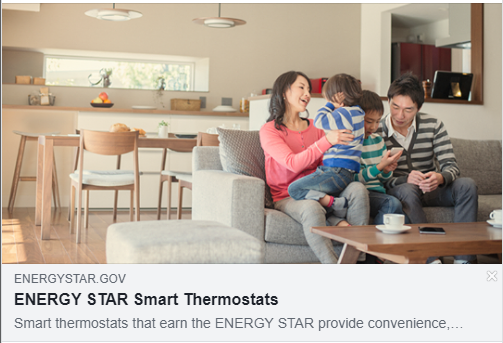 ENERGYSTAR.GOV
ENERGY STAR Smart Thermostats
Smart thermostats that earn the ENERGY STAR provide convenience,...